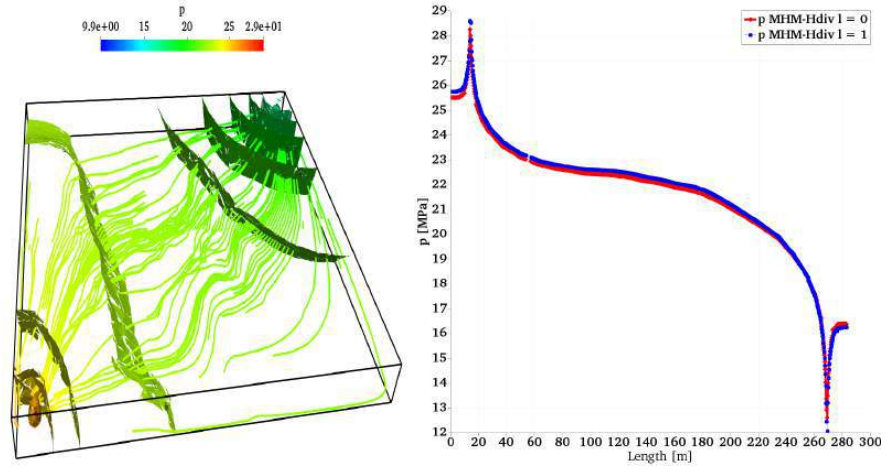 p
9.9e+00 15 20 25 2.9e+01
p MHM-Hdiv l = 0
p MHM-Hdiv l = 1
29
28
27
26
25
24
23
22
21
20
19
18
17
16
15
14
13
12
p [MPa]
0 20 40 60 80 100 120 140 160 180 200 220 240 260 280 300
Length [m]